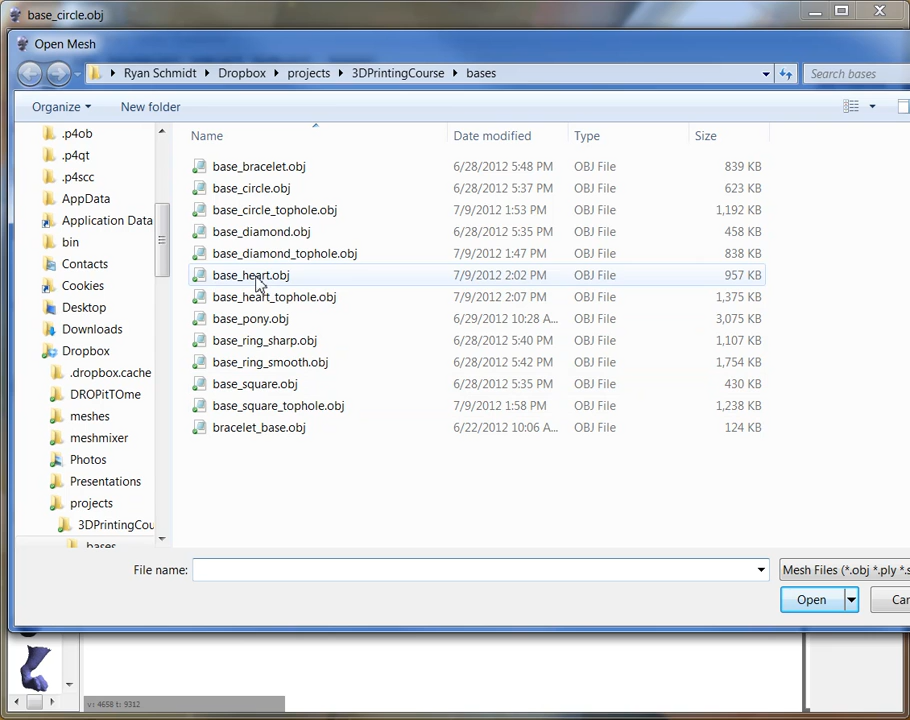 base_circle.obj
Open Mesh
Ryan Schmidt Dropbox projects 3DPrintingCourse bases Search bases
Organize New folder
Name Date modified Type Size
.p4ob
.p4qt
.p4scc
AppData
Application Data
bin
Contacts
Cookies
Desktop
Downloads
Dropbox
.dropbox.cache
DROPitTOme
meshes
meshmixer
Photos
Presentations
projects
3DPrintingCou
bases
base_bracelet.obj 6/28/2012 5:48 PM OBJ File 839 KB
base_circle.obj 6/28/2012 5:37 PM OBJ File 623 KB
base_circle_tophole.obj 7/9/2012 1:53 PM OBJ File 1,192 KB
base_diamond.obj 6/28/2012 5:35 PM OBJ File 458 KB
base_diamond_tophole.obj 7/9/2012 1:47 PM OBJ File 838 KB
base_heart.obj 7/9/2012 2:02 PM OBJ File 957 KB
base_heart_tophole.obj 7/9/2012 2:07 PM OBJ File 1,375 KB
base_pony.obj 6/29/2012 10:28 A... OBJ File 3,075 KB
base_ring_sharp.obj 6/28/2012 5:40 PM OBJ File 1,107 KB
base_ring_smooth.obj 6/28/2012 5:42 PM OBJ File 1,754 KB
base_square.obj 6/28/2012 5:35 PM OBJ File 430 KB
base_square_tophole.obj 7/9/2012 1:58 PM OBJ File 1,238 KB
bracelet_base.obj 6/22/2012 10:06 A... OBJ File 124 KB
File name: Mesh Files (*.obj *.ply *.s
Open Can
v: 4658 t: 9312